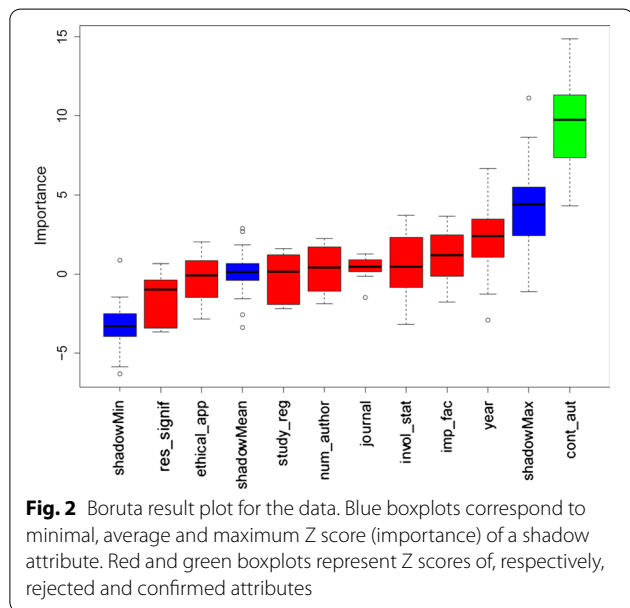 15
10
5
0
−5
Importance
shadowMin
res_signif
ethical_app
shadowMean
study_reg
num_author
journal
invol_stat
imp_fac
year
shadowMax
cont_aut
Fig. 2 Boruta result plot for the data. Blue boxplots correspond to
minimal, average and maximum Z score (importance) of a shadow
attribute. Red and green boxplots represent Z scores of, respectively,
rejected and confirmed attributes